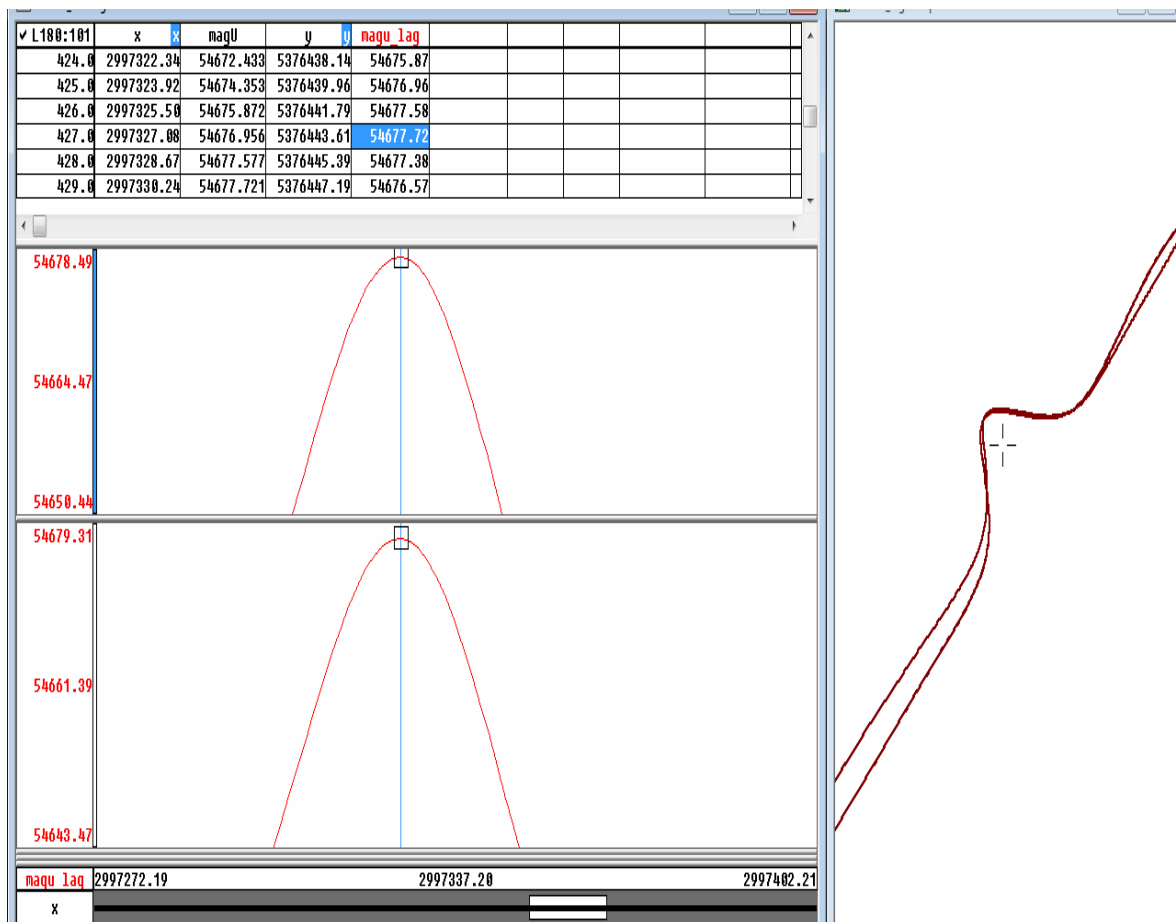 ✓ L180:101 x x magU y y magu_lag
424.0 2997322.34 54672.433 5376438.14 54675.87
425.0 2997323.92 54674.353 5376439.96 54676.96
426.0 2997325.50 54675.872 5376441.79 54677.58
427.0 2997327.08 54676.956 5376443.61 54677.72
428.0 2997328.67 54677.577 5376445.39 54677.38
429.0 2997330.24 54677.721 5376447.19 54676.57
54678.49
54664.47
54650.44
54679.31
54661.39
54643.47
magu lag 2997272.19 2997337.20 2997402.21
x